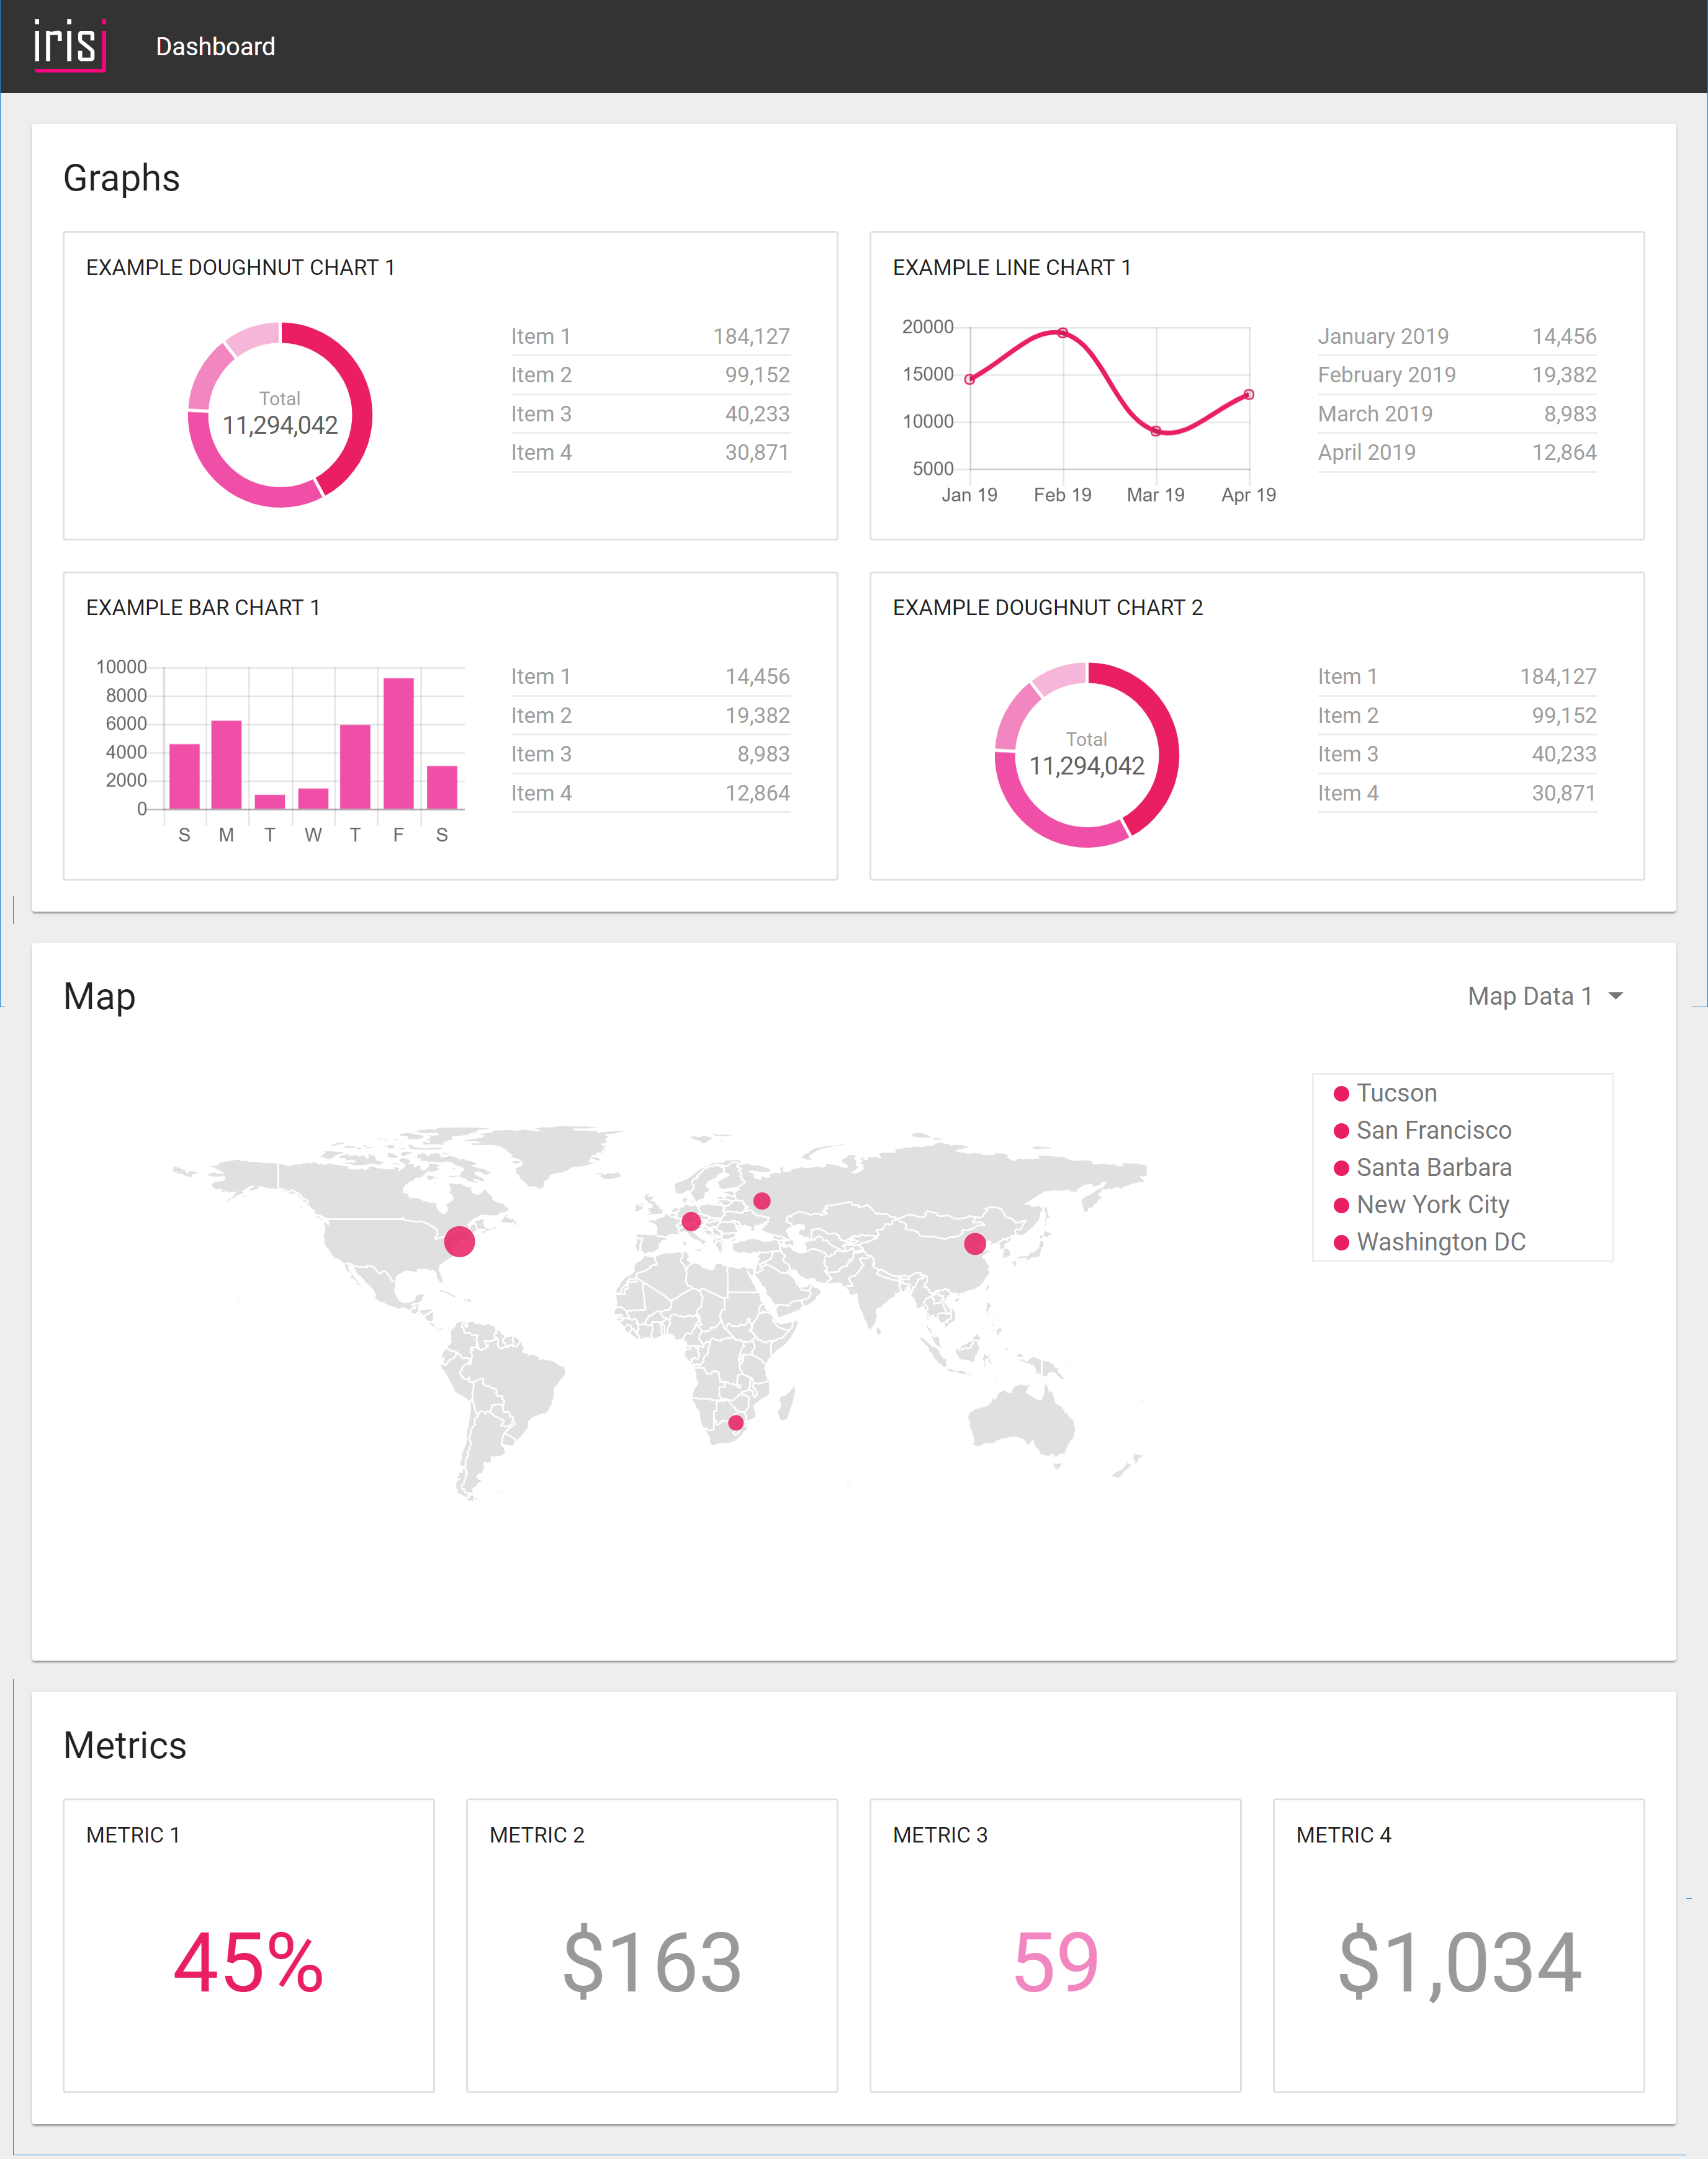 iris
Dashboard
Graphs
EXAMPLE DOUGHNUT CHART 1
Total
11,294,042
Item 1 184,127
Item 2 99,152
Item 3 40,233
Item 4 30,871
EXAMPLE LINE CHART 1
20000
15000
10000
5000
Jan 19 Feb 19 Mar 19 Apr 19
January 2019 14,456
February 2019 19,382
March 2019 8,983
April 2019 12,864
EXAMPLE BAR CHART 1
10000
8000
6000
4000
2000
0
S M T W T F S
Item 1 14,456
Item 2 19,382
Item 3 8,983
Item 4 12,864
EXAMPLE DOUGHNUT CHART 2
Total
11,294,042
Item 1 184,127
Item 2 99,152
Item 3 40,233
Item 4 30,871
Map
Map Data 1
Tucson
San Francisco
Santa Barbara
New York City
Washington DC
Metrics
METRIC 1
45%
METRIC 2
$163
METRIC 3
59
METRIC 4
$1,034